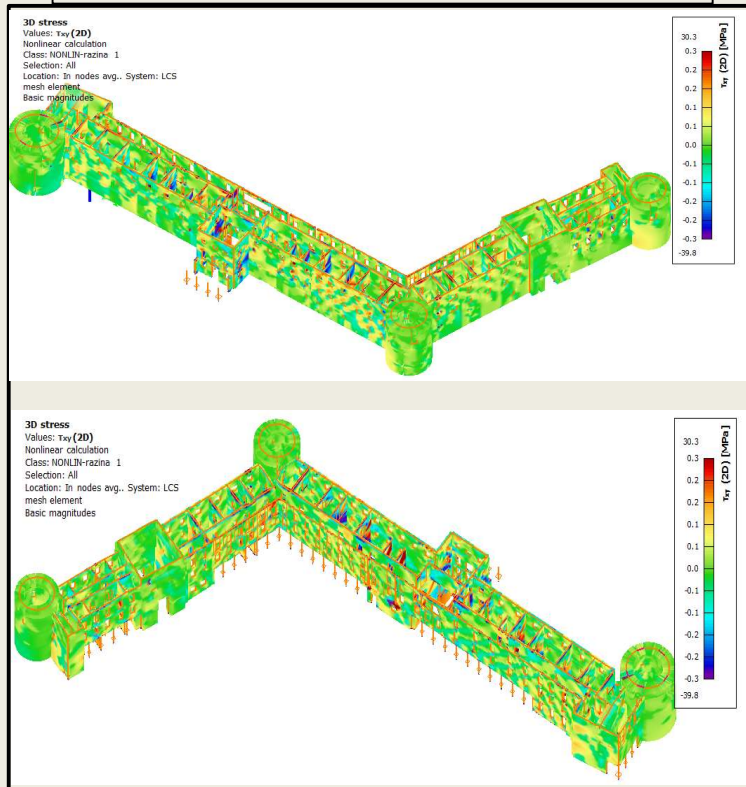 3D stress
Values: τxy (2D)
Nonlinear calculation
Class: NONLIN-razina 1
Selection: All
Location: In nodes avg.. System: LCS
mesh element
Basic magnitudes
30.3
0.3
0.2
0.2
0.1
0.1
0.0
-0.1
-0.1
-0.2
-0.2
-0.3
-39.8
τxy (2D) [MPa]
3D stress
Values: τxy (2D)
Nonlinear calculation
Class: NONLIN-razina 1
Selection: All
Location: In nodes avg.. System: LCS
mesh element
Basic magnitudes
30.3
0.3
0.2
0.2
0.1
0.1
0.0
-0.1
-0.1
-0.2
-0.2
-0.3
-39.8
τxy (2D) [MPa]